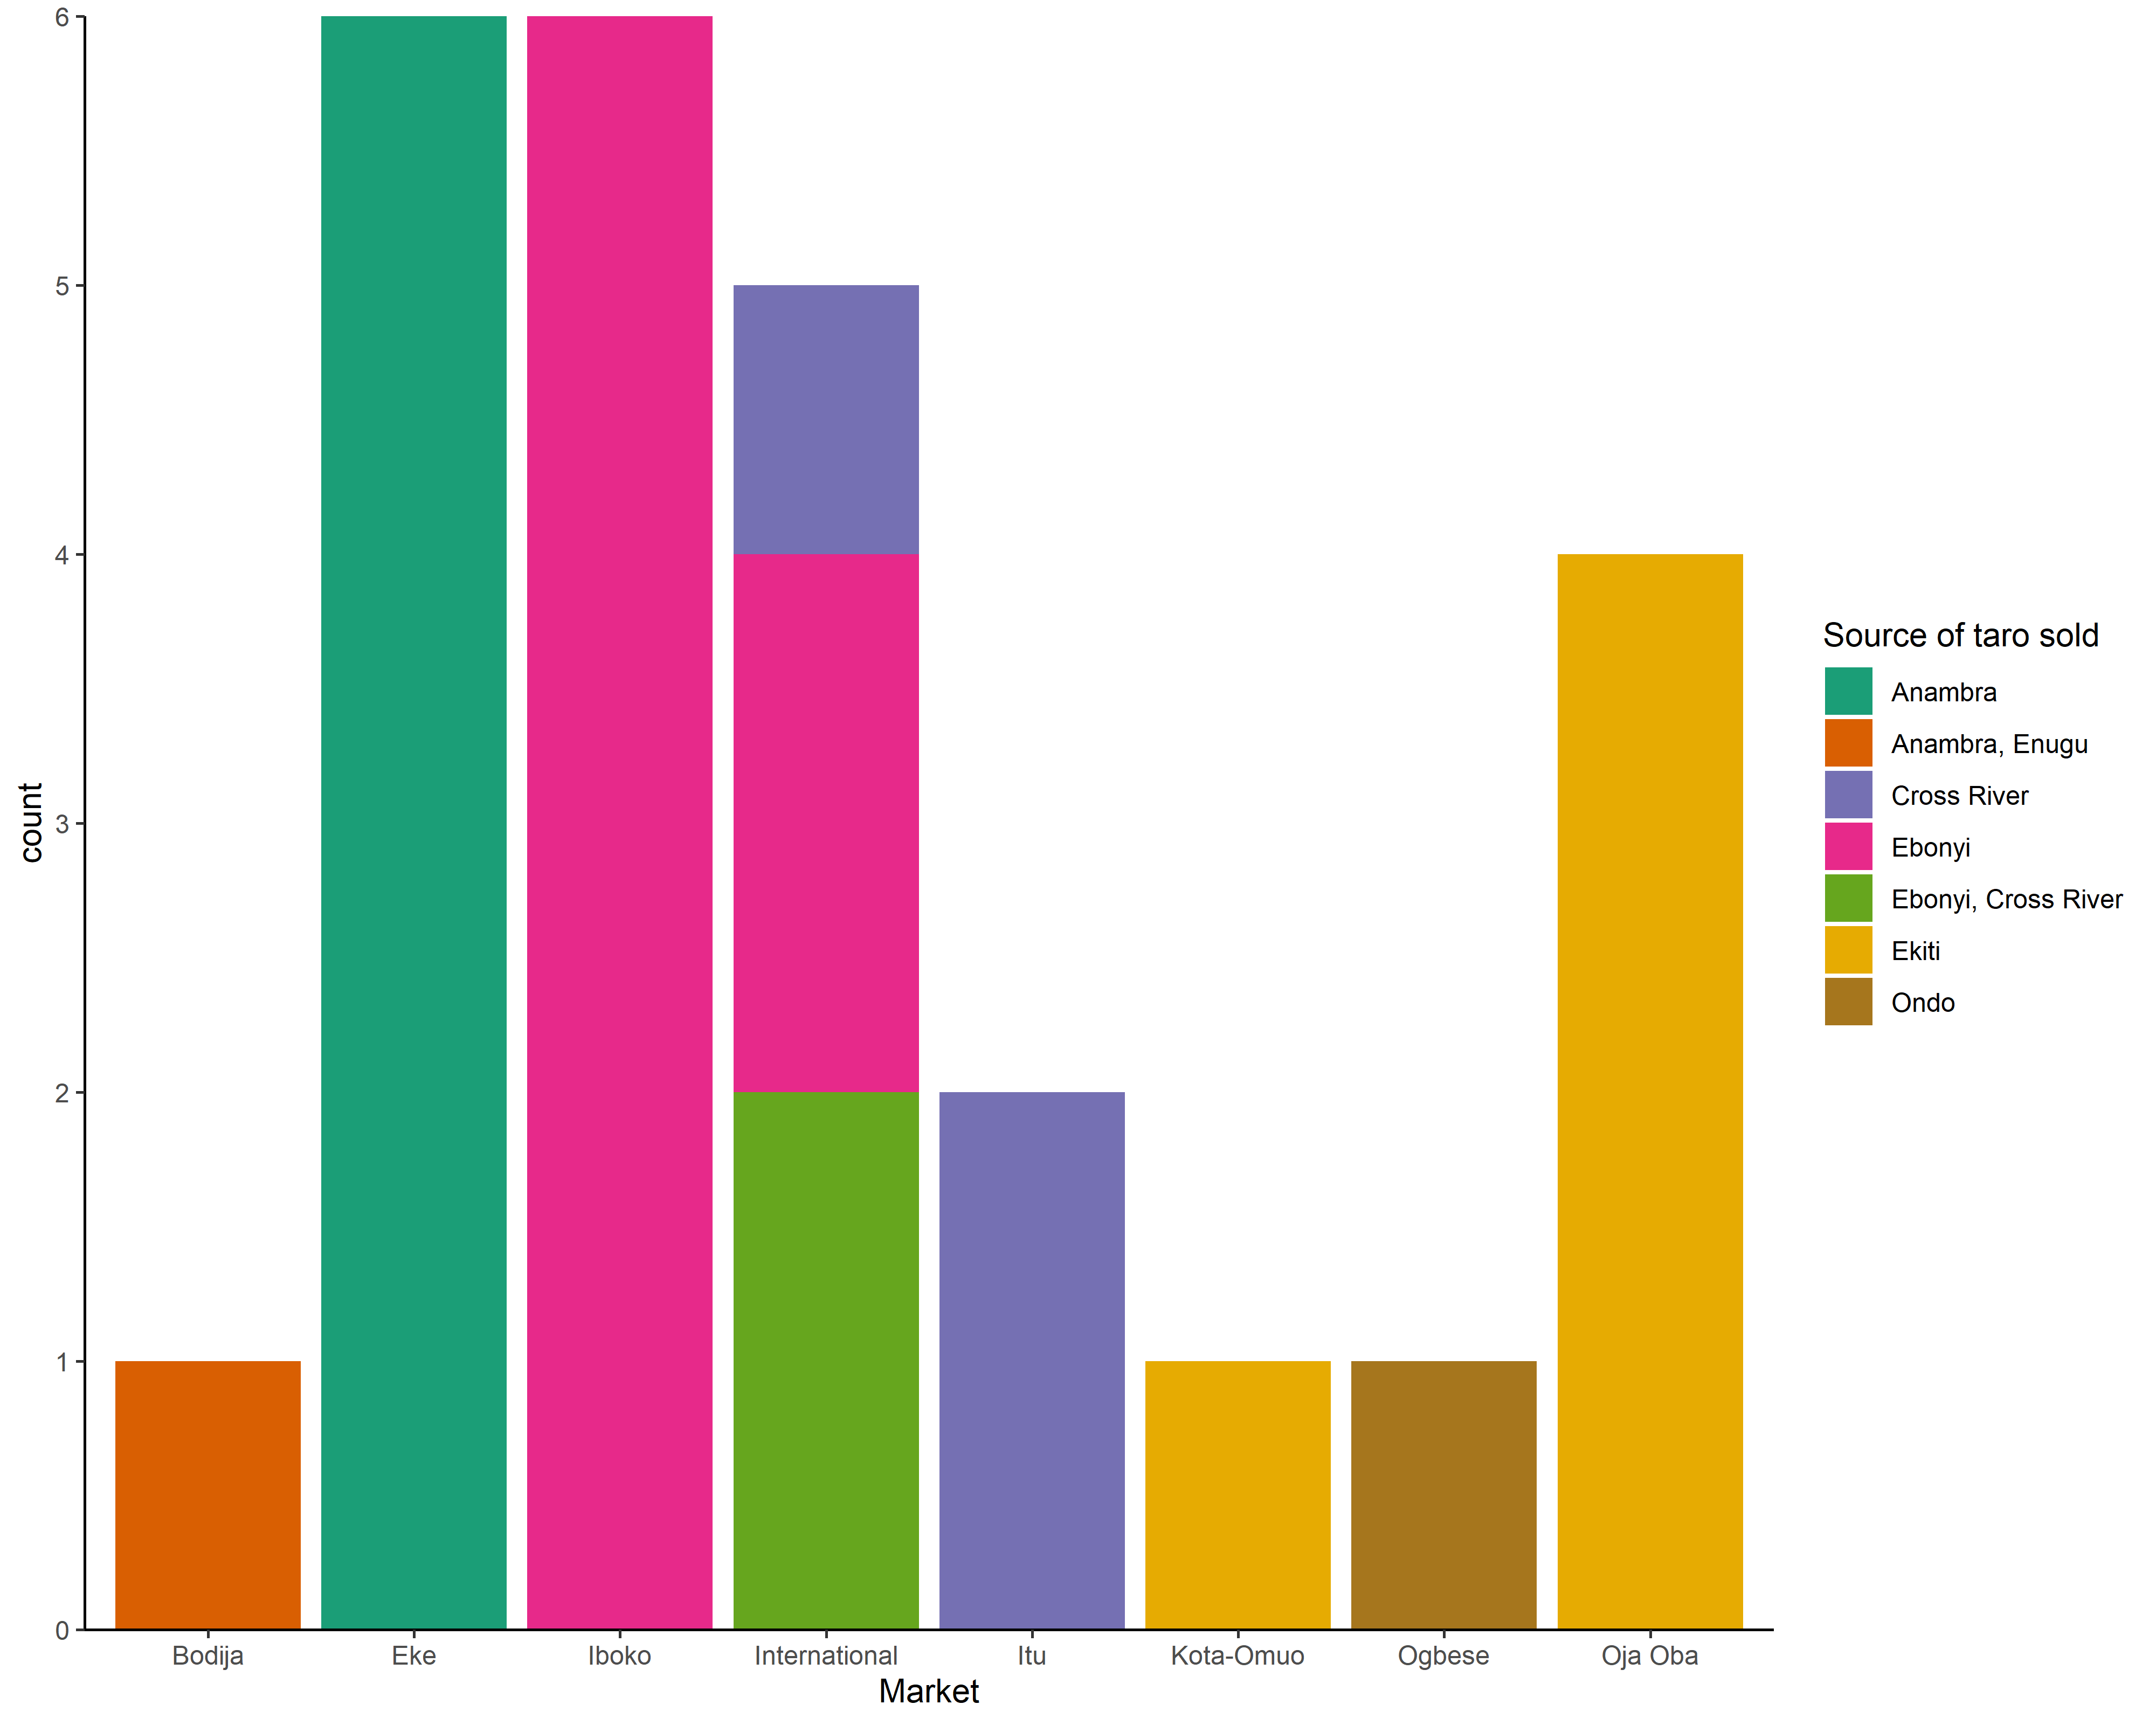 6
5
4
3
2
1
0
count
Bodija Eke Iboko International Itu Kota-Omuo Ogbese Oja Oba
Market
Source of taro sold
Anambra
Anambra, Enugu
Cross River
Ebonyi
Ebonyi, Cross River
Ekiti
Ondo